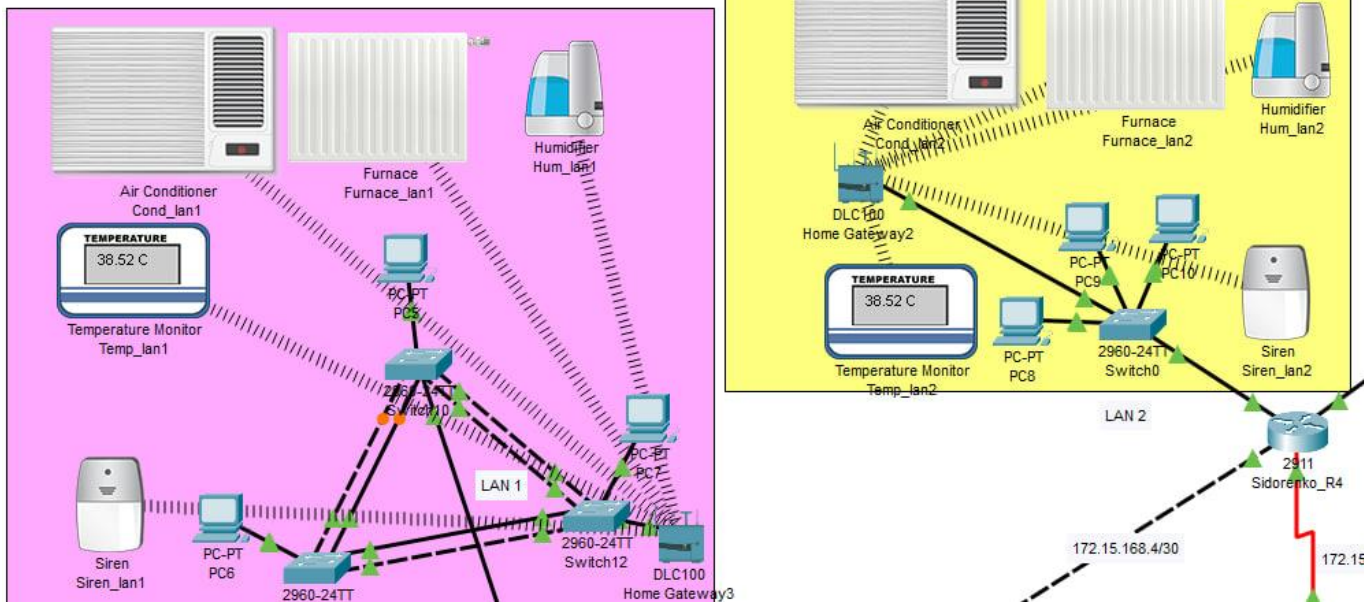 Air Conditioner
Cond_lan1
Furnace
Furnace_lan1
Humidifier
Hum_lan1
TEMPERATURE
38.52 C
Temperature Monitor
Temp_lan1
PC-PT
PC5
2960-24TT
Switch10
PC-PT
PC7
LAN 1
Siren
Siren_lan1
PC-PT
PC6
2960-24TT
2960-24TT
Switch12
DLC100
Home Gateway3
Air Conditioner
Cond_lan2
Furnace
Furnace_lan2
Humidifier
Hum_lan2
DLC100
Home Gateway2
PC-PT
PC9
PC-PT
PC10
TEMPERATURE
38.52 C
Temperature Monitor
Temp_lan2
PC-PT
PC8
2960-24TT
Switch0
Siren
Siren_lan2
LAN 2
2911
Sidorenko_R4
172.15.168.4/30
172.15